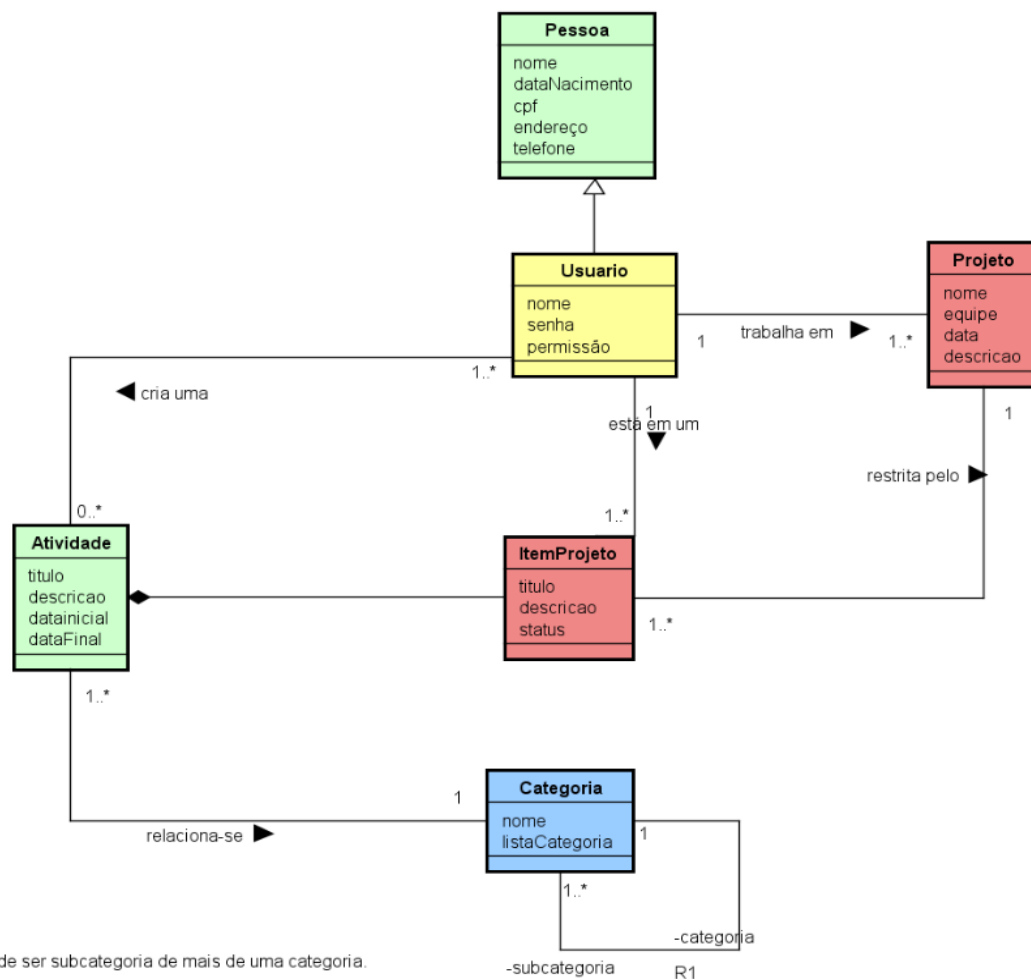 Pessoa
nome
dataNacimento
cpf
endereço
telefone
Usuario
nome
senha
permissão
Projeto
nome
equipe
data
descricao
1
trabalha em
1..*
1..*
cria uma
1
está em um
1
restrita pelo
0..*
1..*
Atividade
titulo
descricao
datainicial
dataFinal
ItemProjeto
titulo
descricao
status
1..*
1..*
1
relaciona-se
Categoria
nome
listaCategoria
1
1..*
-categoria
-subcategoria
R1
de ser subcategoria de mais de uma categoria.